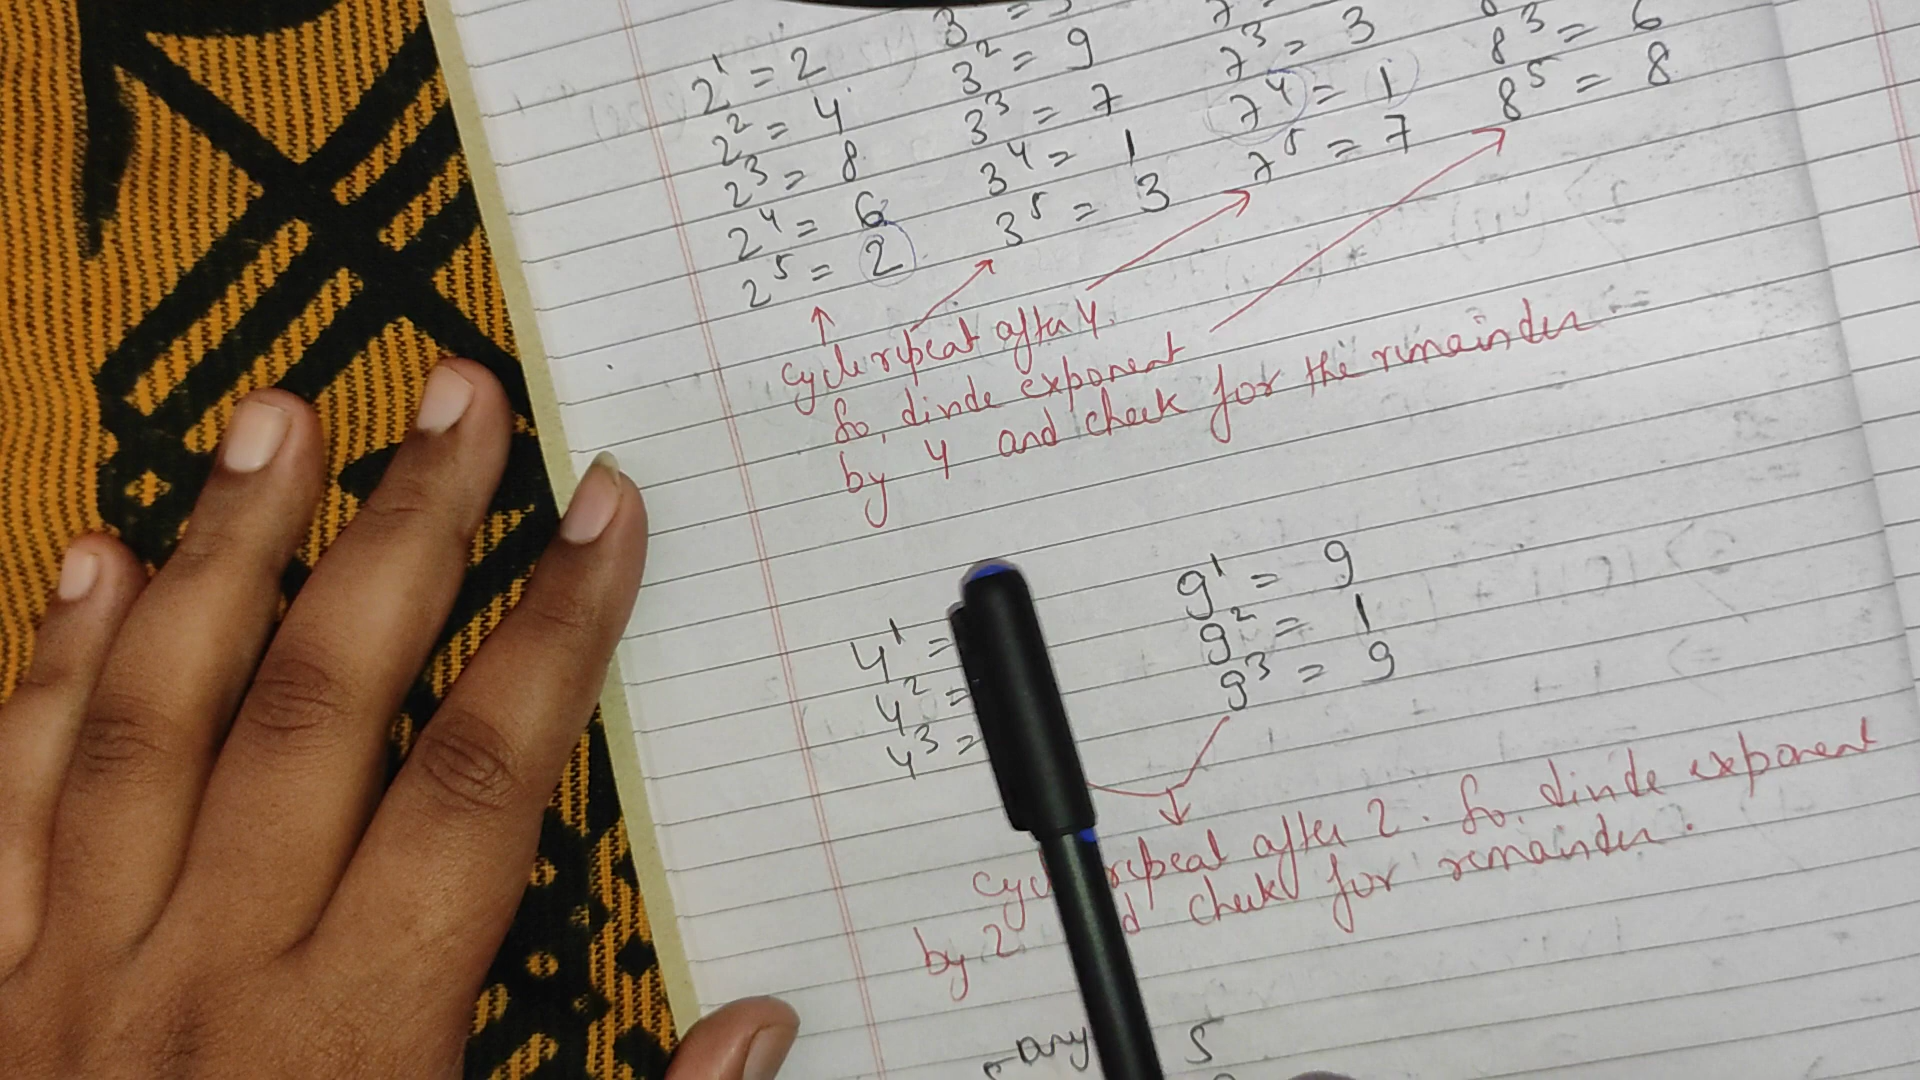 2¹ = 2
2² = 4
2³ = 8
2⁴ = 6
2⁵ = 2
3² = 9
3³ = 7
3⁴ = 1
3⁵ = 3
7³ = 3
7⁴ = 1
7⁵ = 7
8³ = 6
8⁵ = 8
cycle repeat after 4.
So, divide exponent
by 4 and check for the remainder
4¹ =
4² =
4³ =
9¹ = 9
9² = 1
9³ = 9
repeat after 2. So, divide exponent
by 2 check for remainder.
any 5